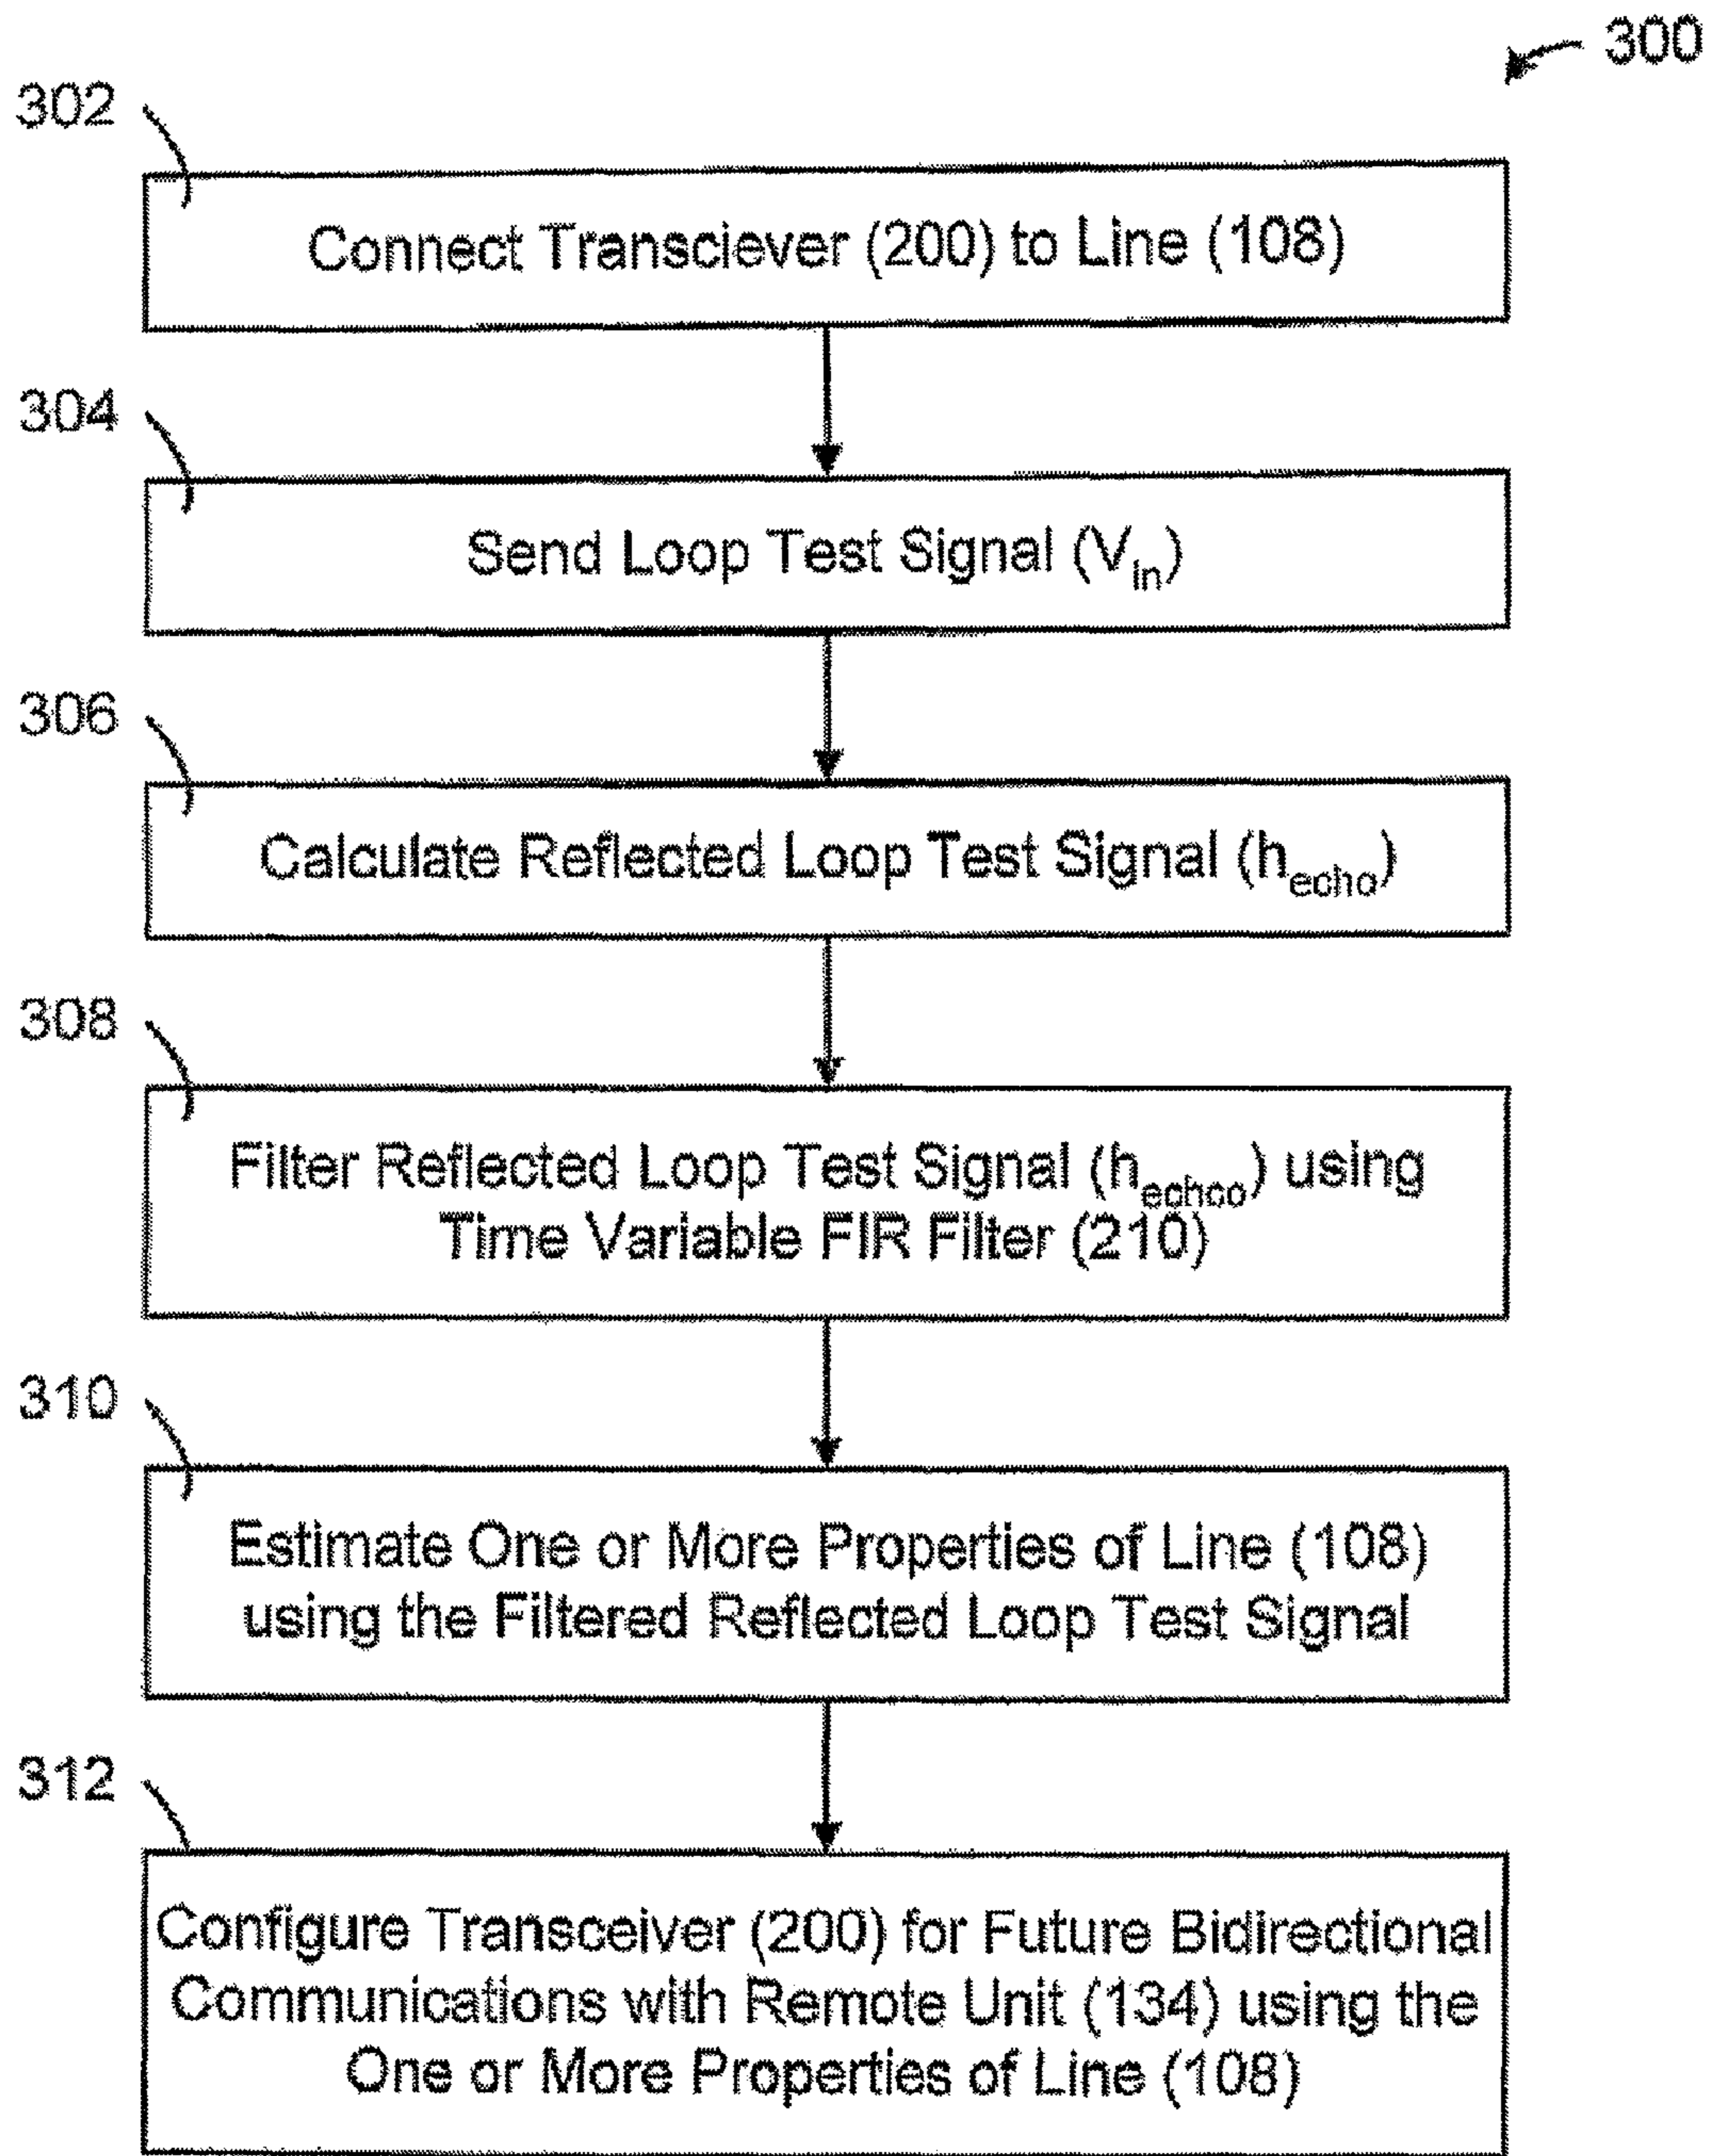 300
302
Connect Transciever (200) to Line (108)
304
Send Loop Test Signal (V_In)
306
Calculate Reflected Loop Test Signal (h_echo)
308
Filter Reflected Loop Test Signal (h_echco) using
Time Variable FIR Filter (210)
310
Estimate One or More Properties of Line (108)
using the Filtered Reflected Loop Test Signal
312
Configure Transceiver (200) for Future Bidirectional
Communications with Remote Unit (134) using the
One or More Properties of Line (108)